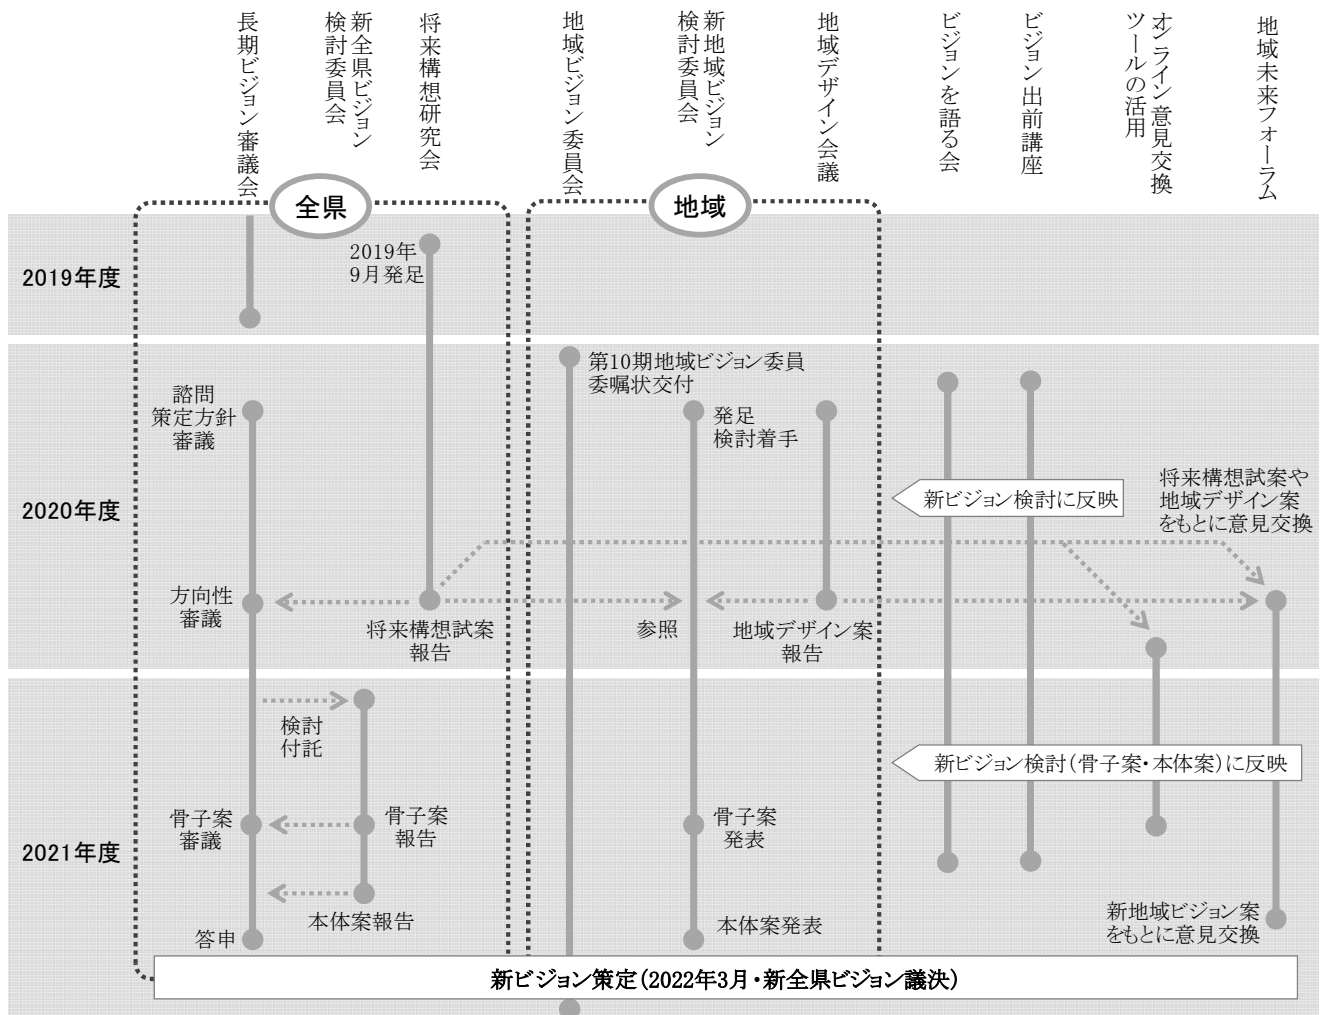 長期ビジョン審議会
新全県ビジョン
検討委員会
将来構想研究会
地域ビジョン委員会
新地域ビジョン
検討委員会
地域デザイン会議
ビジョンを語る会
ビジョン出前講座
オンライン意見交換
ツールの活用
地域未来フォーラム
全県
地域
2019年度
2019年
9月発足
2020年度
第10期地域ビジョン委員
委嘱状交付
諮問
策定方針
審議
発足
検討着手
新ビジョン検討に反映
将来構想試案や
地域デザイン案
をもとに意見交換
方向性
審議
将来構想試案
報告
参照
地域デザイン案
報告
2021年度
検討
付託
新ビジョン検討(骨子案・本体案)に反映
骨子案
審議
骨子案
報告
骨子案
発表
本体案報告
答申
本体案発表
新地域ビジョン案
をもとに意見交換
新ビジョン策定(2022年3月・新全県ビジョン議決)